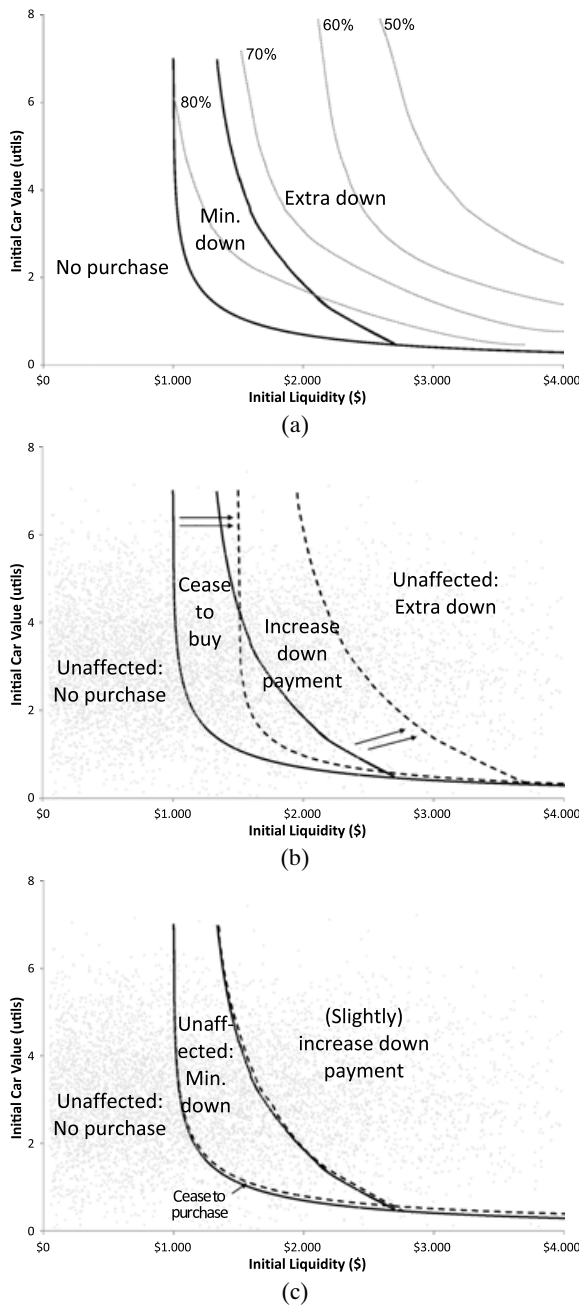 8
80%
70%
60%
50%
6
Initial Car Value (utils)
4
Min.
down
Extra down
No purchase
2
0
$0
$1.000
$2.000
$3.000
$4.000
Initial Liquidity ($)
(a)
8
6
Initial Car Value (utils)
Cease
to
buy
Unaffected:
Extra down
4
Increase
down
payment
Unaffected:
No purchase
2
0
$0
$1.000
$2.000
$3.000
$4.000
Initial Liquidity ($)
(b)
8
6
Initial Car Value (utils)
Unaff-
ected:
Min.
down
(Slightly)
increase down
payment
4
Unaffected:
No purchase
2
Cease to
purchase
0
$0
$1.000
$2.000
$3.000
$4.000
Initial Liquidity ($)
(c)